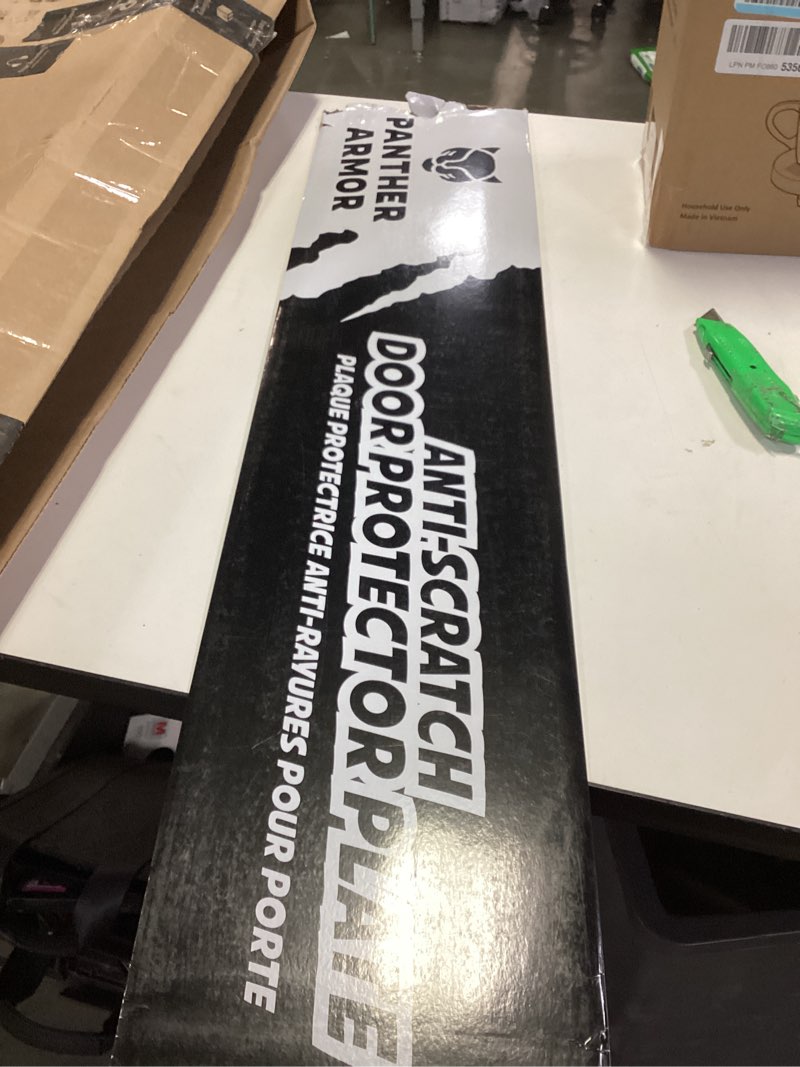 PANTHER
ARMOR
ANTI-SCRATCH
DOOR PROTECTOR PLATE
PLAQUE PROTECTRICE ANTI-RAYURES POUR PORTE
Household Use Only
Made in Vietnam